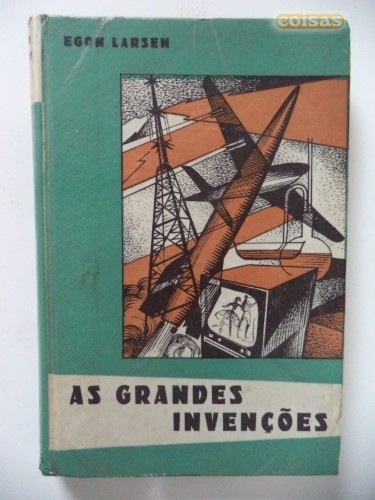 coisas
EGON LARSEN
AS GRANDES
INVENÇÕES